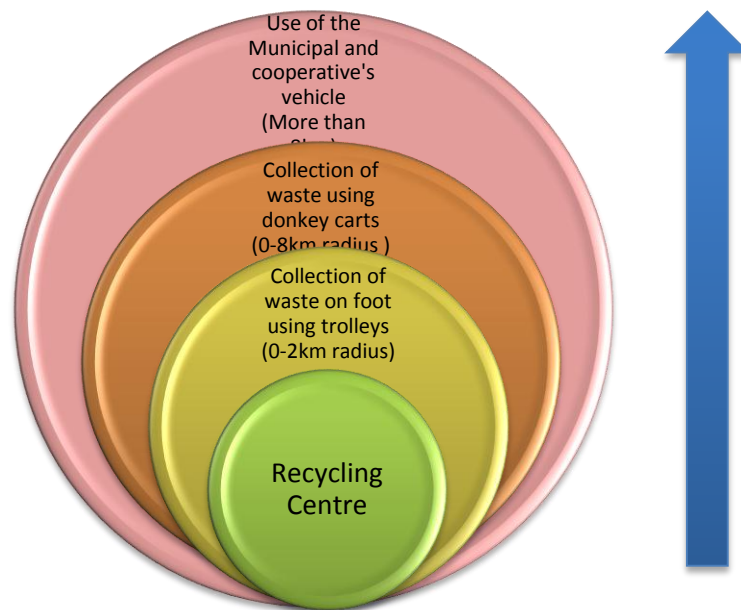 Use of the
Municipal and
cooperative's
vehicle
(More than
Collection of
waste using
donkey carts
(0-8km radius )
Collection of
waste on foot
using trolleys
(0-2km radius)
Recycling
Centre